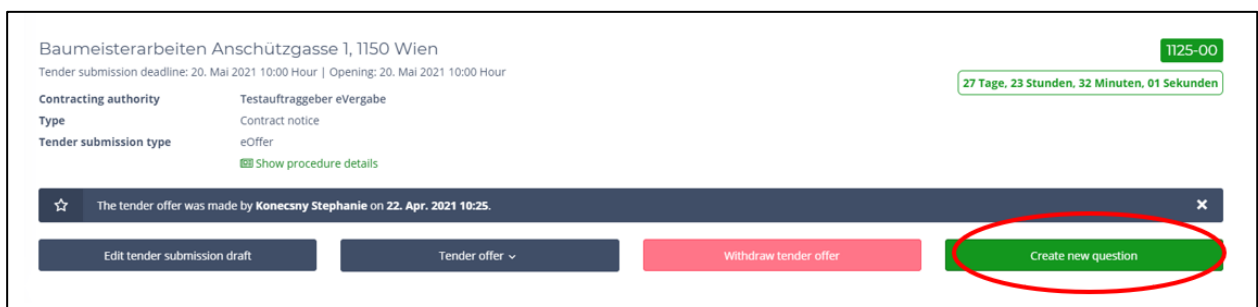 Baumeisterarbeiten Anschützgasse 1, 1150 Wien
1125-00
Tender submission deadline: 20. Mai 2021 10:00 Hour | Opening: 20. Mai 2021 10:00 Hour
27 Tage, 23 Stunden, 32 Minuten, 01 Sekunden
Contracting authority Testauftraggeber eVergabe
Type Contract notice
Tender submission type eOffer
Show procedure details
The tender offer was made by Konecsny Stephanie on 22. Apr. 2021 10:25.
Edit tender submission draft Tender offer Withdraw tender offer Create new question